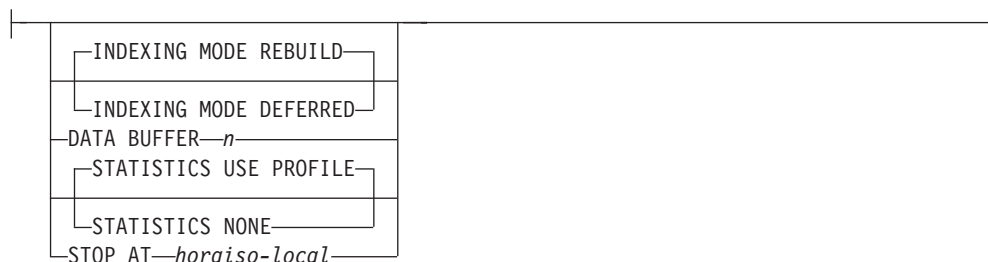 INDEXING MODE REBUILD
INDEXING MODE DEFERRED
DATA BUFFER n
STATISTICS USE PROFILE
STATISTICS NONE
STOP AT horaiso-local